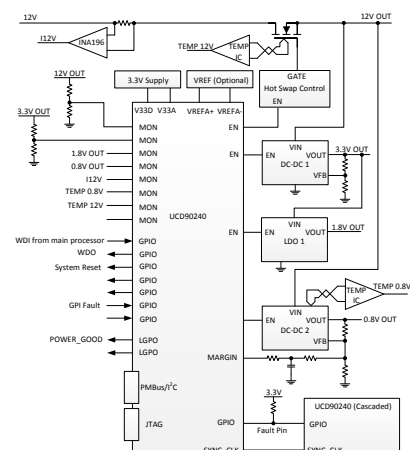 12V
12V OUT
I12V
INA196
TEMP 12V
TEMP
IC
12V OUT
3.3V Supply
VREF (Optional)
GATE
Hot Swap Control
EN
3.3V OUT
V33D V33A
VREFA+ VREFA-
MON
EN
MON
1.8V OUT
MON
EN
VIN
VOUT
3.3V OUT
DC-DC 1
VFB
0.8V OUT
MON
I12V
MON
TEMP 0.8V
MON
TEMP 12V
MON
MON
UCD90240
VIN
EN
VOUT
1.8V OUT
LDO 1
WDI from main processor
GPIO
WDO
GPIO
System Reset
GPIO
GPIO
GPIO
GPI Fault
GPIO
GPIO
TEMP
IC
TEMP 0.8V
VIN
EN
VOUT
0.8V OUT
DC-DC 2
VFB
POWER_GOOD
LGPO
LGPO
MARGIN
PMBus/I²C
3.3V
UCD90240 (Cascaded)
JTAG
GPIO
GPIO
Fault Pin
SYNC_CLK
SYNC_CLK